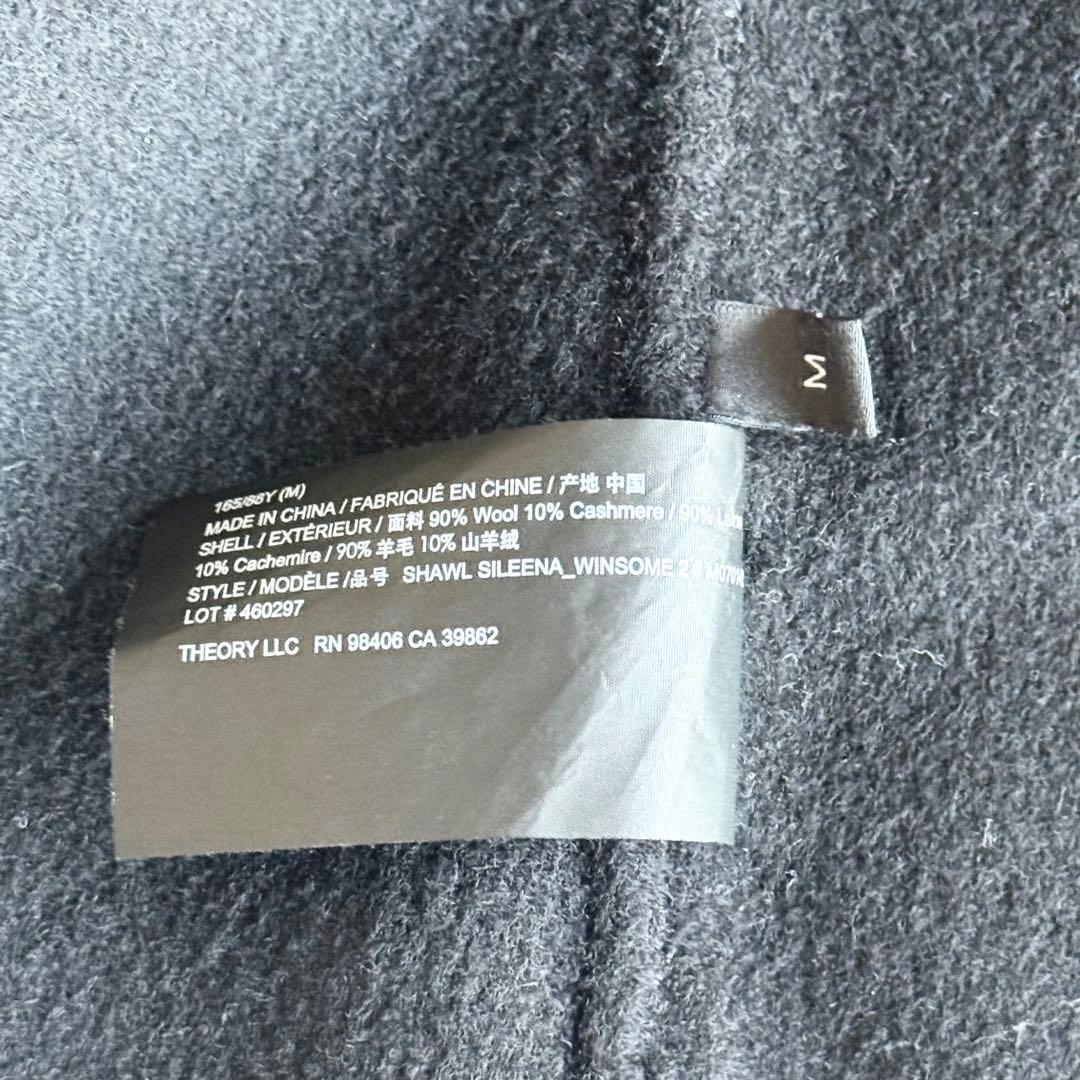 M
165/88Y (M)
MADE IN CHINA / FABRIQUÉ EN CHINE / 产地 中国
SHELL / EXTÉRIEUR / 面料 90% Wool 10% Cashmere / 90%
10% Cachemire / 90% 羊毛 10% 山羊绒
STYLE / MODÈLE /品号 SHAWL SILEENA_WINSOME 2
LOT # 460297
THEORY LLC RN 98406 CA 39862